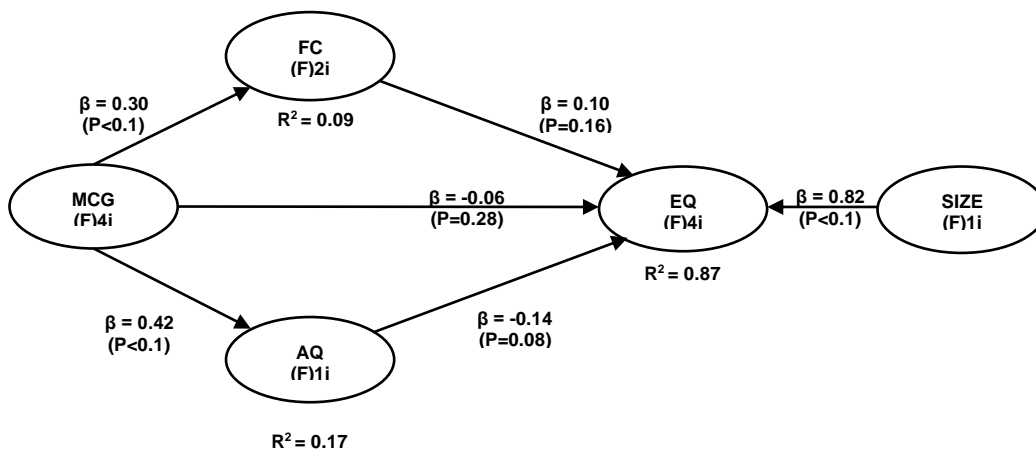 FC
(F)2i
β = 0.30
(P<0.1)
R² = 0.09
β = 0.10
(P=0.16)
MCG
(F)4i
β = -0.06
(P=0.28)
EQ
(F)4i
β = 0.82
(P<0.1)
SIZE
(F)1i
R² = 0.87
β = 0.42
(P<0.1)
β = -0.14
(P=0.08)
AQ
(F)1i
R² = 0.17